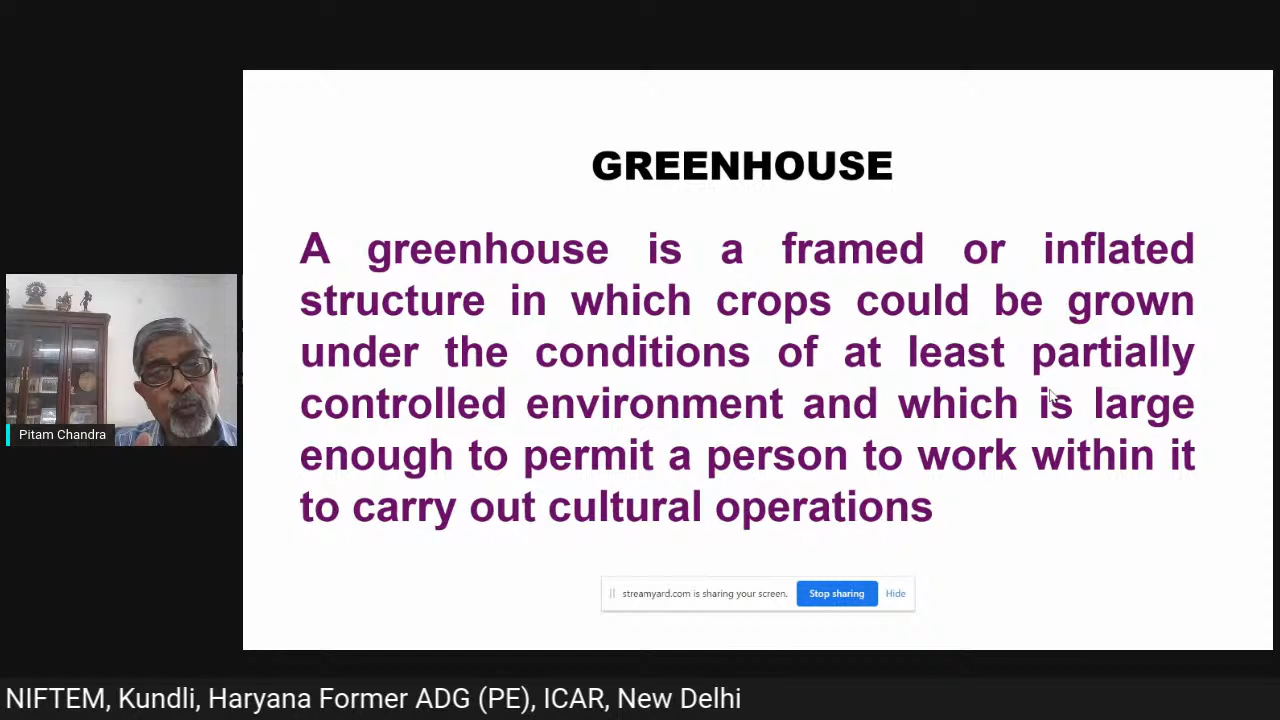 GREENHOUSE
A greenhouse is a framed or inflated
structure in which crops could be grown
under the conditions of at least partially
controlled environment and which is large
enough to permit a person to work within it
to carry out cultural operations
Pitam Chandra
streamyard.com is sharing your screen. Stop sharing Hide
NIFTEM, Kundli, Haryana Former ADG (PE), ICAR, New Delhi